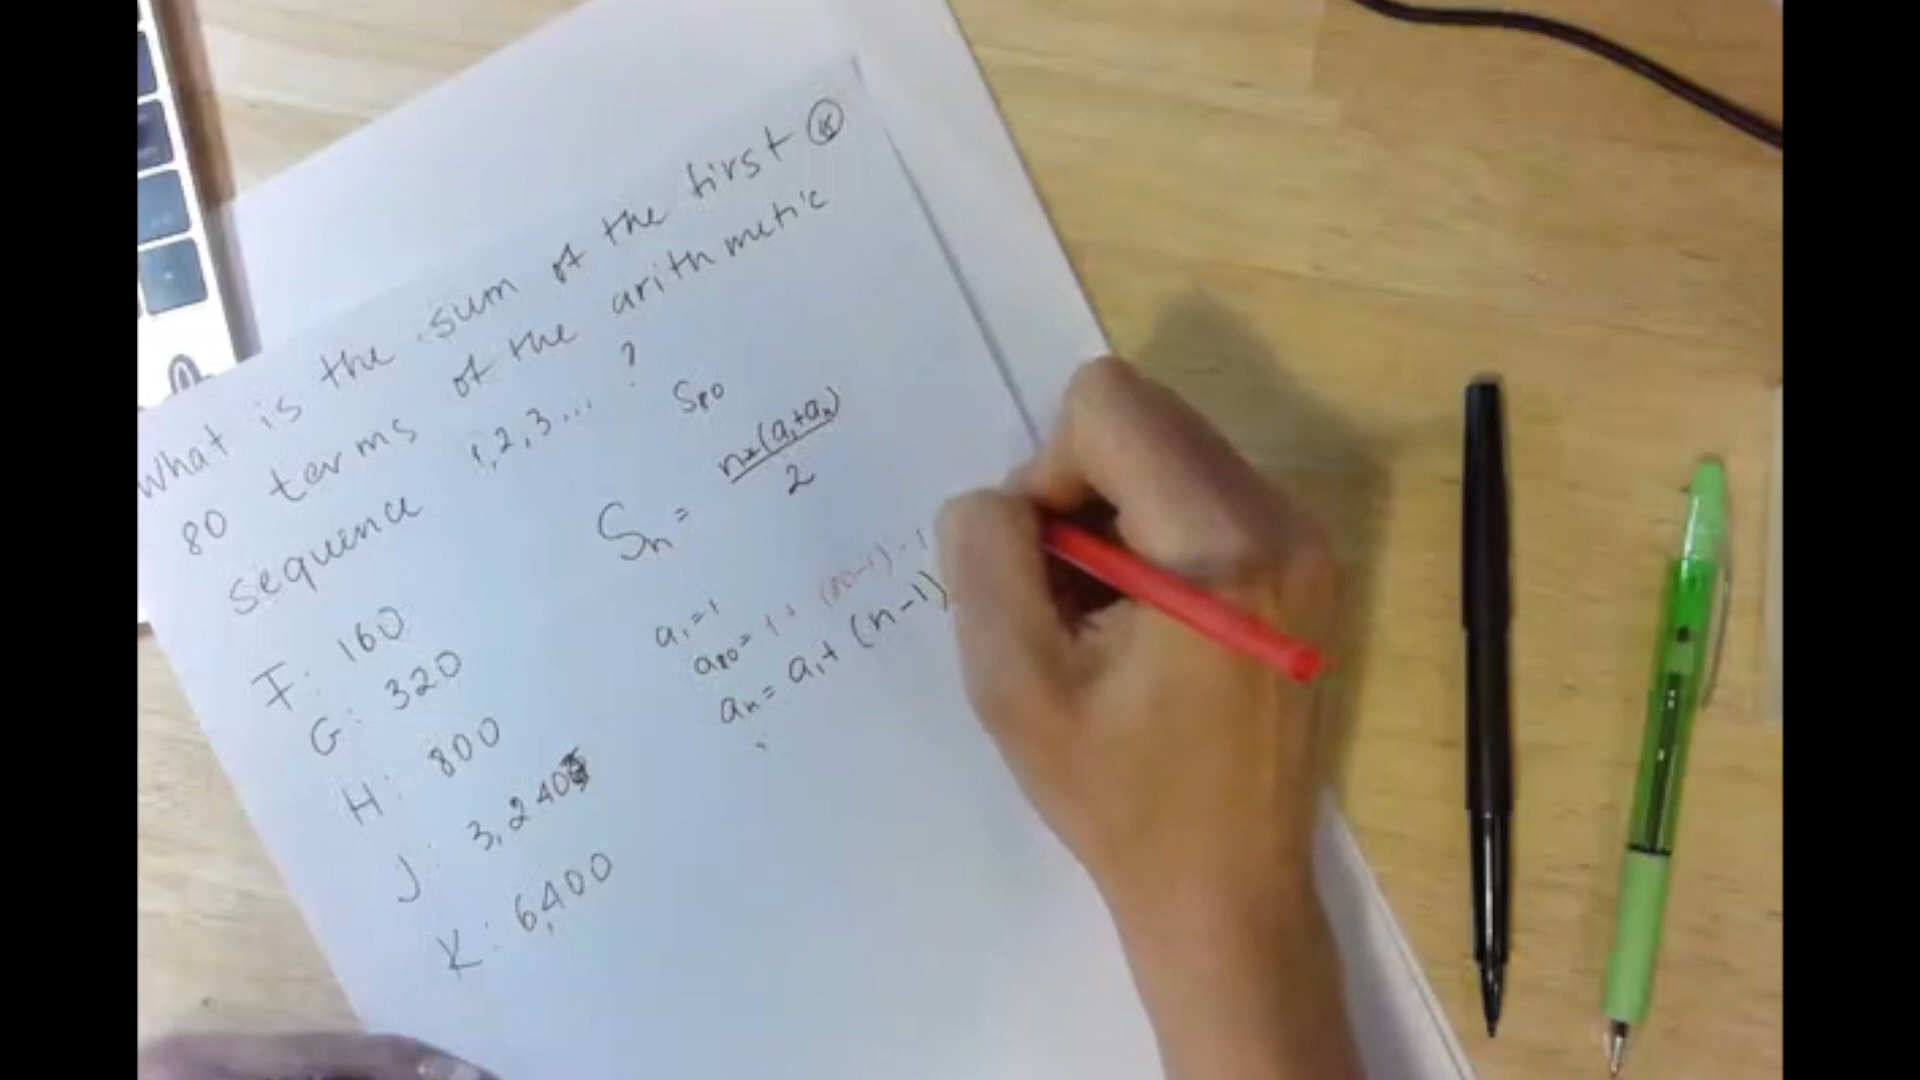 What is the sum of the first
80 terms of the arithmetic
sequence 1,2,3... ?
F: 160
G: 320
H: 800
J: 3,240
K: 6,400
S80
Sn = n×(a1+an)
2
a1=1
a80= 1+ (80-1)·1
an= a1+ (n-1)